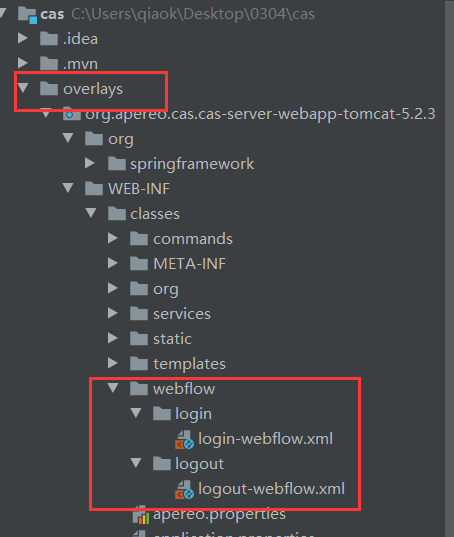 cas C:\Users\qiaok\Desktop\0304\cas
.idea
.mvn
overlays
org.apereo.cas.cas-server-webapp-tomcat-5.2.3
org
springframework
WEB-INF
classes
commands
META-INF
org
services
static
templates
webflow
login
login-webflow.xml
logout
logout-webflow.xml
apereo.properties
application.properties